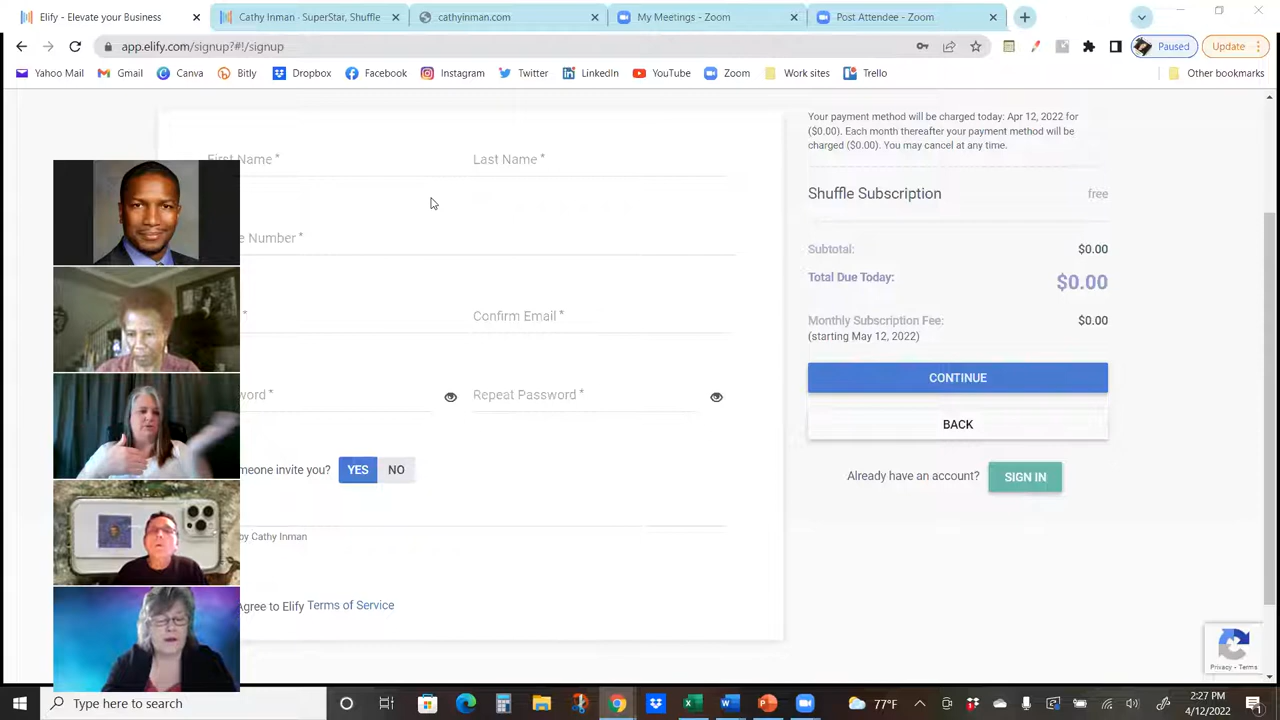 Elify - Elevate your Business
Cathy Inman - SuperStar, Shuffle
cathyinman.com
My Meetings - Zoom
Post Attendee - Zoom
app.elify.com/signup?#!/signup
Paused
Update
Yahoo Mail
Gmail
Canva
Bitly
Dropbox
Facebook
Instagram
Twitter
LinkedIn
YouTube
Zoom
Work sites
Trello
Other bookmarks
First Name *
Last Name *
e Number *
*
Confirm Email *
word *
Repeat Password *
meone invite you?
YES
NO
by Cathy Inman
Agree to Elify Terms of Service
Your payment method will be charged today: Apr 12, 2022 for
($0.00). Each month thereafter your payment method will be
charged ($0.00). You may cancel at any time.
Shuffle Subscription
free
Subtotal:
$0.00
Total Due Today:
$0.00
Monthly Subscription Fee:
$0.00
(starting May 12, 2022)
CONTINUE
BACK
Already have an account?
SIGN IN
Privacy - Terms
Type here to search
77°F
2:27 PM
4/12/2022